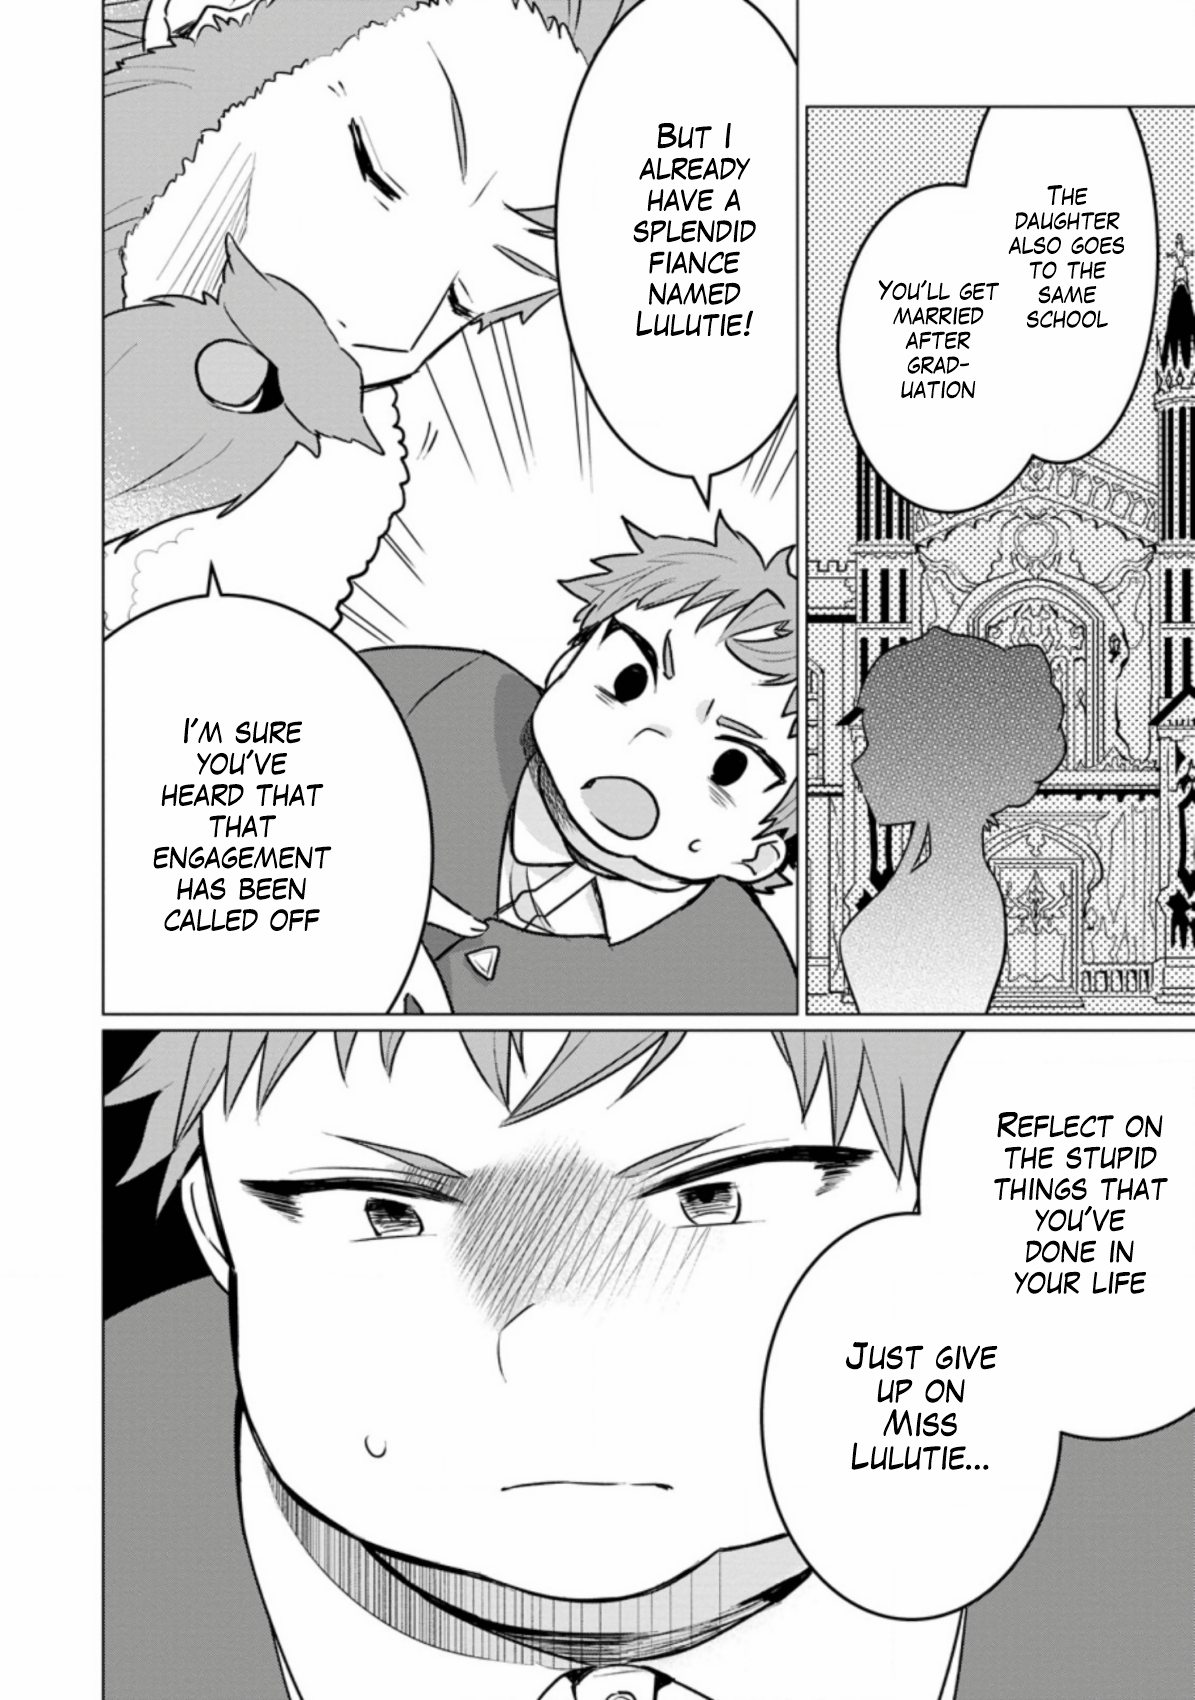 THE
DAUGHTER
ALSO GOES
TO THE
SAME
SCHOOL
YOU'LL GET
MARRIED
AFTER
GRAD-
UATION
BUT I
ALREADY
HAVE A
SPLENDID
FIANCE
NAMED
LULUTIE!
I'M SURE
YOU'VE
HEARD THAT
THAT
ENGAGEMENT
HAS BEEN
CALLED OFF
REFLECT ON
THE STUPID
THINGS THAT
YOU'VE
DONE IN
YOUR LIFE
JUST GIVE
UP ON
MISS
LULUTIE...